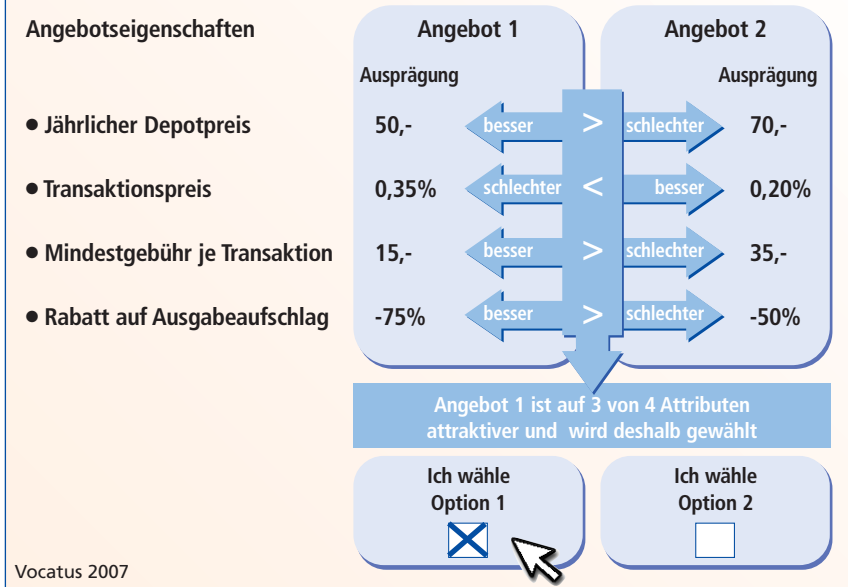 Angebotseigenschaften Angebot 1 Angebot 2
Ausprägung Ausprägung
• Jährlicher Depotpreis 50,- besser > schlechter 70,-
• Transaktionspreis 0,35% schlechter < besser 0,20%
• Mindestgebühr je Transaktion 15,- besser > schlechter 35,-
• Rabatt auf Ausgabeaufschlag -75% besser > schlechter -50%
Angebot 1 ist auf 3 von 4 Attributen
attraktiver und wird deshalb gewählt
Ich wähle Ich wähle
Option 1 Option 2
Vocatus 2007